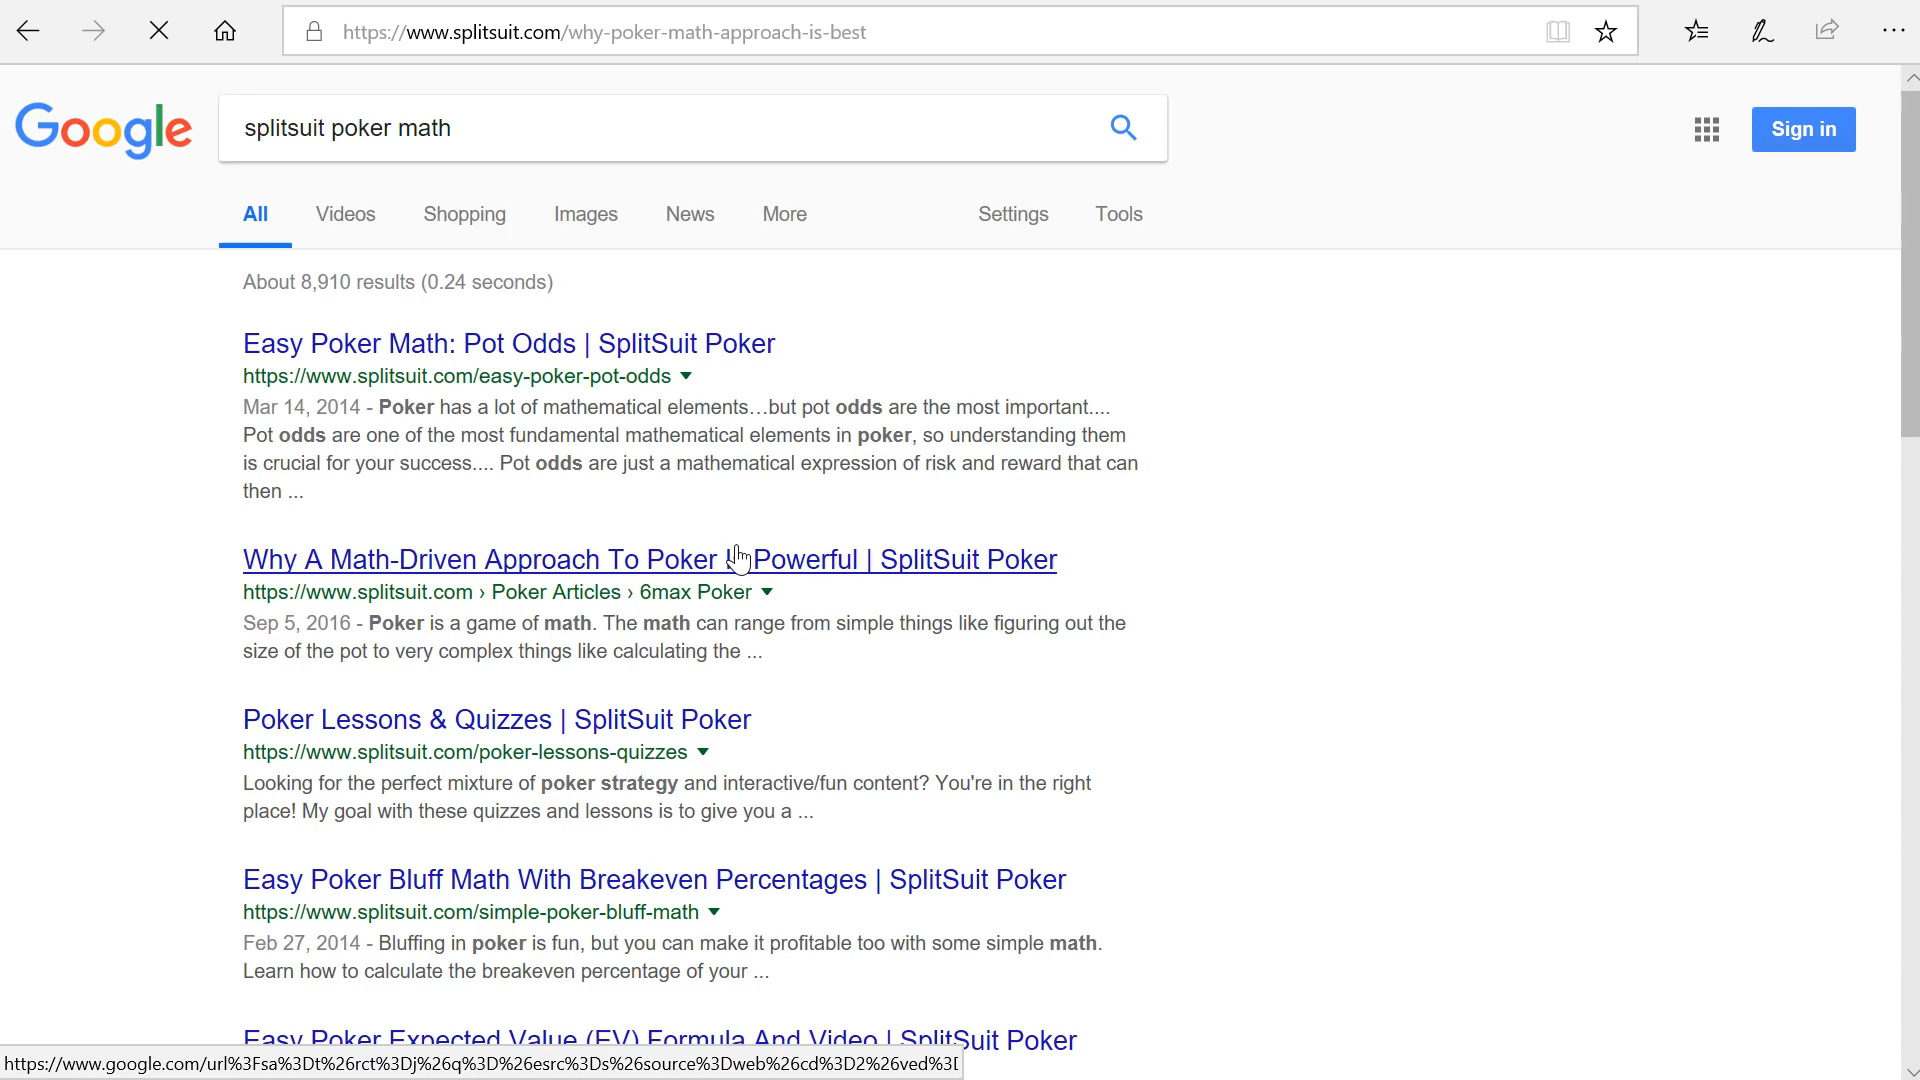 https://www.splitsuit.com/why-poker-math-approach-is-best
Google
splitsuit poker math
Sign in
All Videos Shopping Images News More Settings Tools
About 8,910 results (0.24 seconds)
Easy Poker Math: Pot Odds | SplitSuit Poker
https://www.splitsuit.com/easy-poker-pot-odds
Mar 14, 2014 - Poker has a lot of mathematical elements…but pot odds are the most important....
Pot odds are one of the most fundamental mathematical elements in poker, so understanding them
is crucial for your success.... Pot odds are just a mathematical expression of risk and reward that can
then ...
Why A Math-Driven Approach To Poker Powerful | SplitSuit Poker
https://www.splitsuit.com › Poker Articles › 6max Poker
Sep 5, 2016 - Poker is a game of math. The math can range from simple things like figuring out the
size of the pot to very complex things like calculating the ...
Poker Lessons & Quizzes | SplitSuit Poker
https://www.splitsuit.com/poker-lessons-quizzes
Looking for the perfect mixture of poker strategy and interactive/fun content? You're in the right
place! My goal with these quizzes and lessons is to give you a ...
Easy Poker Bluff Math With Breakeven Percentages | SplitSuit Poker
https://www.splitsuit.com/simple-poker-bluff-math
Feb 27, 2014 - Bluffing in poker is fun, but you can make it profitable too with some simple math.
Learn how to calculate the breakeven percentage of your ...
Easy Poker Expected Value (EV) Formula And Video | SplitSuit Poker
https://www.google.com/url%3Fsa%3Dt%26rct%3Dj%26q%3D%26esrc%3Ds%26source%3Dweb%26cd%3D2%26ved%3